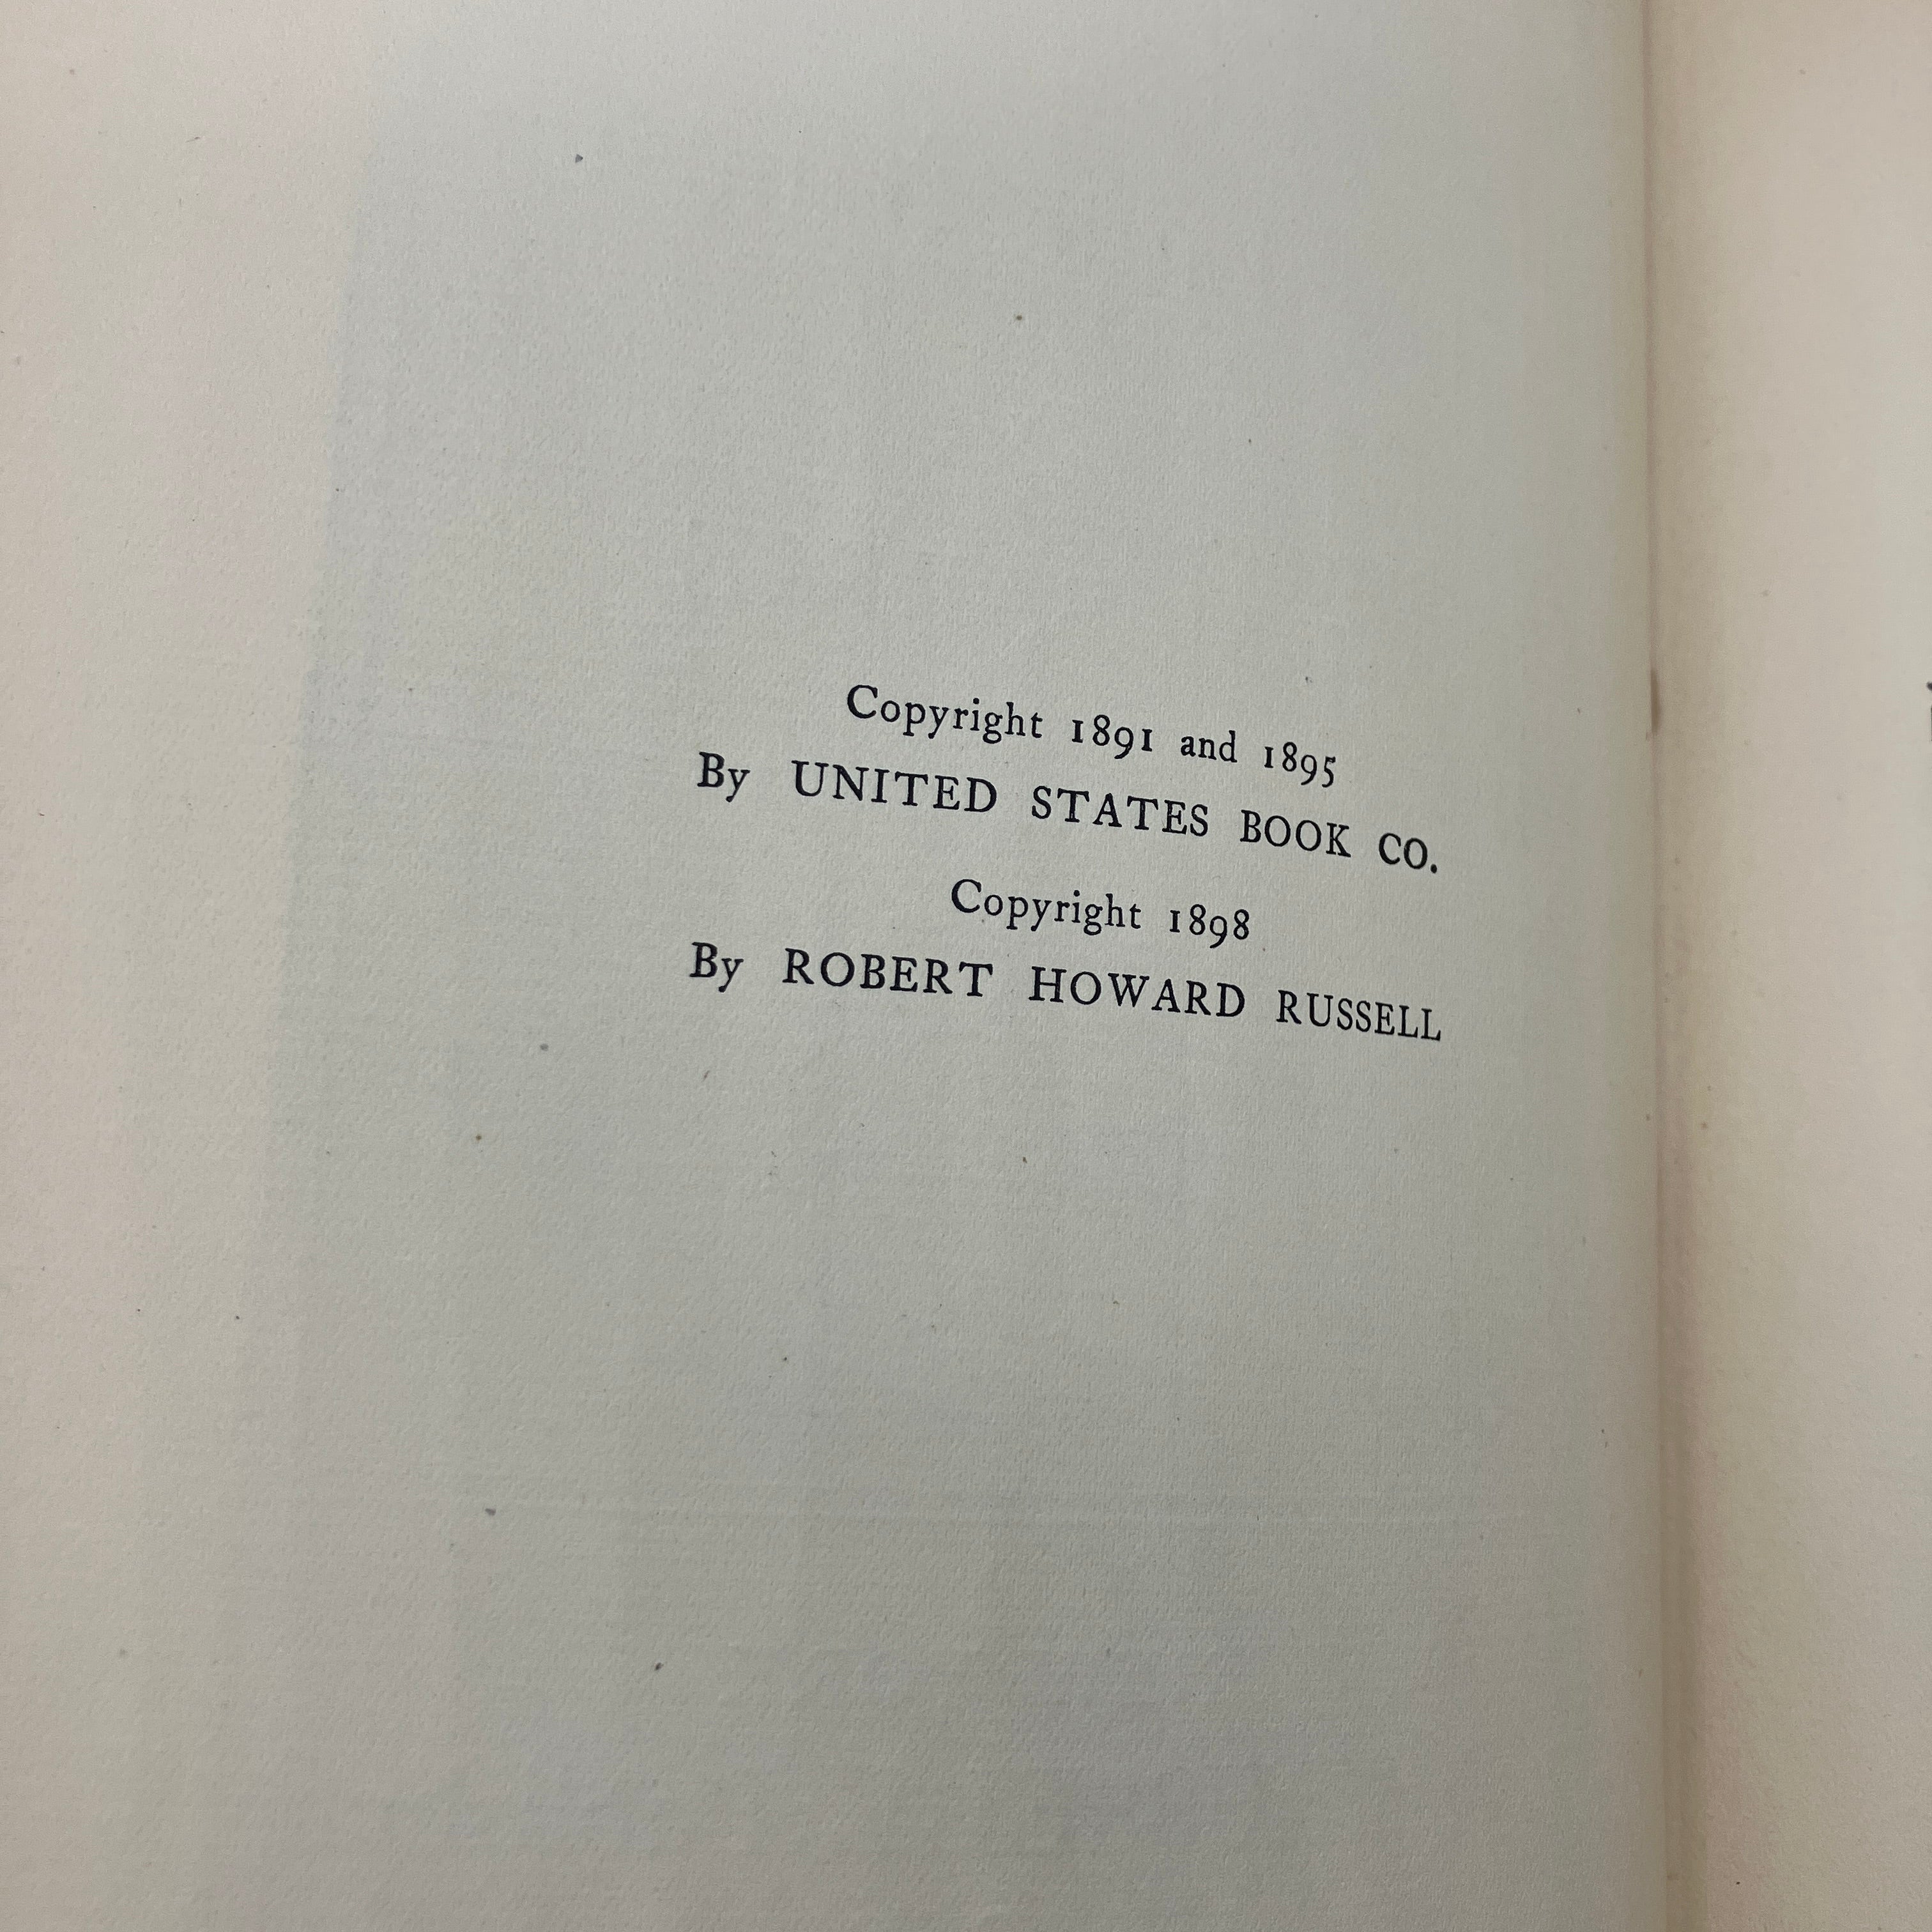 Copyright 1891 and 1895
By UNITED STATES BOOK CO.
Copyright 1898
By ROBERT HOWARD RUSSELL